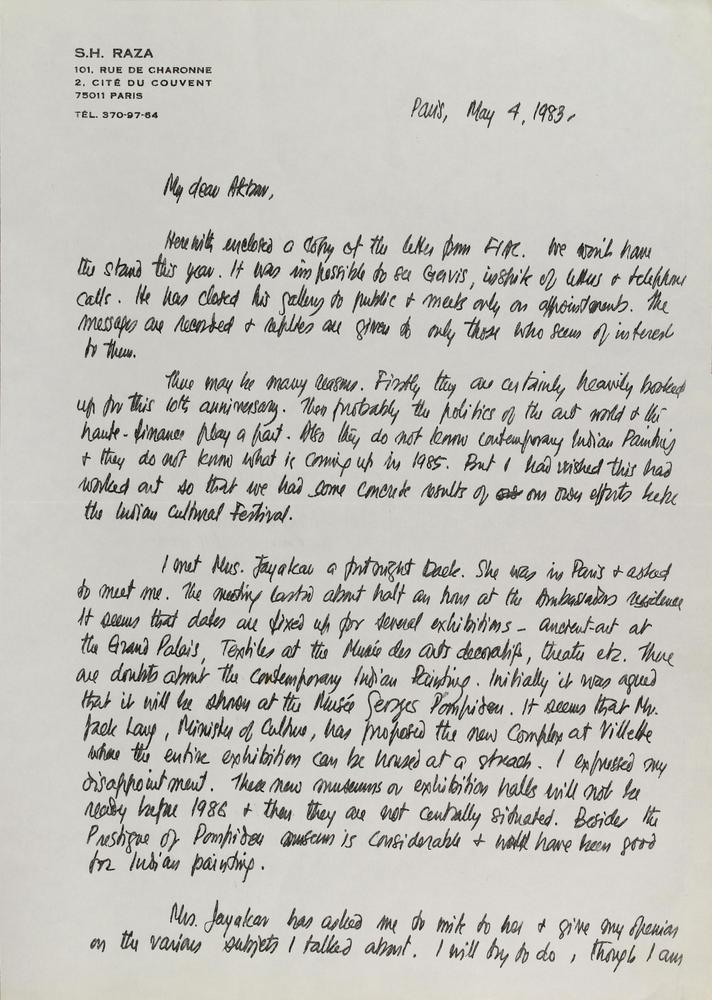 S.H. RAZA
101, RUE DE CHARONNE
2, CITÉ DU COUVENT
75011 PARIS
TÉL. 370-97-64
Paris, May 4, 1983.
My dear Akbar,
Herewith enclosed a copy of the letter from FIAC. We won't have
the stand this year. It was impossible to see Gervis, inspite of letters + telephone
calls. He has closed his gallery to public + meets only on appointments. The
messages are recorded + replies are given to only those who seem of interest
to them.
There may be many reasons. Firstly they are certainly heavily booked
up for this 10th anniversary. Then probably the politics of the art world & the
haute-finance play a part. Also they do not know contemporary Indian Painting
+ they do not know what is coming up in 1985. But I had wished this had
worked out so that we had some concrete results of our own efforts before
the Indian Cultural Festival.
I met Mrs. Jayakar a fortnight back. She was in Paris + asked
to meet me. The meeting lasted about half an hour at the Ambassadors residence
It seems that dates are fixed up for several exhibitions - ancient-art at
the Grand Palais, Textiles at the Musée des arts decoratifs, theatre etc. There
are doubts about the contemporary Indian Painting. Initially it was agreed
that it will be shown at the Musée Georges Pompidou. It seems that Mr.
Jack Lang, Minister of Culture, has proposed the new Complex at Villette
where the entire exhibition can be housed at a stretch. I expressed my
disappointment. These new museums or exhibition halls will not be
ready before 1986 + then they are not centrally situated. Besides the
Prestigue of Pompidou museum is considerable + would have been good
for Indian painting.
Mrs. Jayakar has asked me to write to her + give my opinions
on the various subjets I talked about. I will try to do, though I am